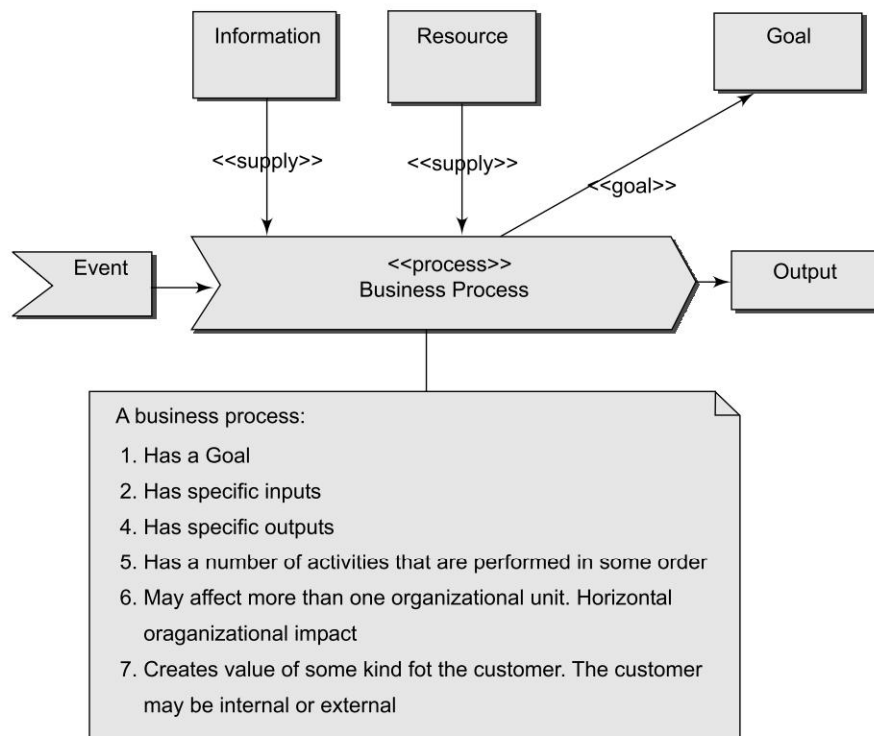 Information
Resource
Goal
<<supply>>
<<supply>>
<<goal>>
Event
<<process>>
Business Process
Output
A business process:
1. Has a Goal
2. Has specific inputs
4. Has specific outputs
5. Has a number of activities that are performed in some order
6. May affect more than one organizational unit. Horizontal
oraganizational impact
7. Creates value of some kind fot the customer. The customer
may be internal or external